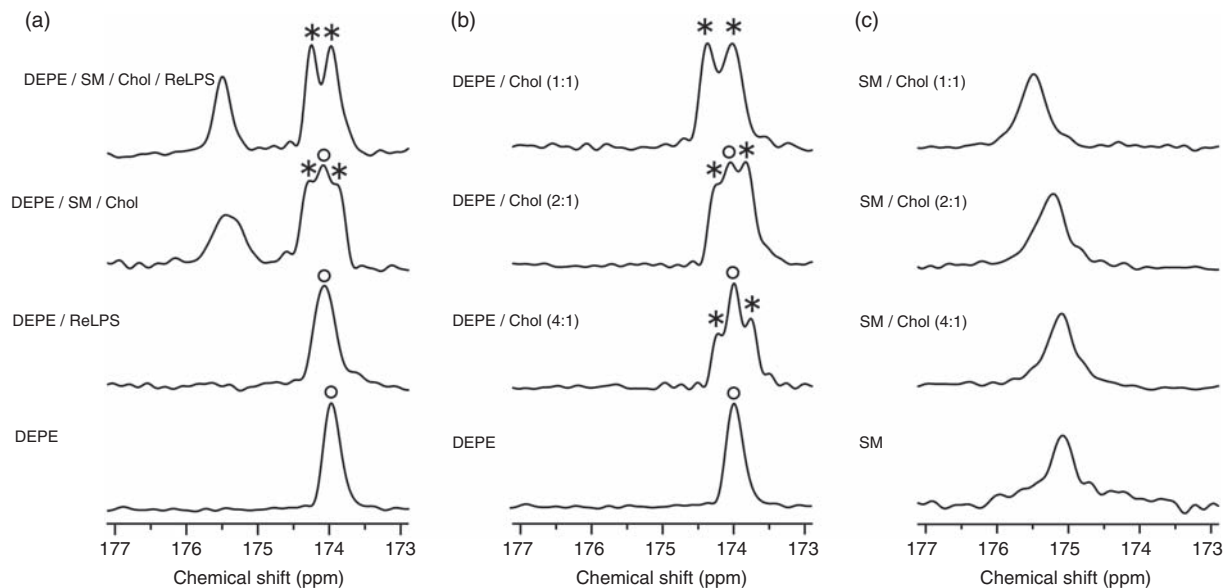 (a)
DEPE / SM / Chol / ReLPS
* *
DEPE / SM / Chol
* ○ *
DEPE / ReLPS
○
DEPE
○
177 176 175 174 173
Chemical shift (ppm)
(b)
DEPE / Chol (1:1)
* *
DEPE / Chol (2:1)
* ○ *
DEPE / Chol (4:1)
* ○ *
DEPE
○
177 176 175 174 173
Chemical shift (ppm)
(c)
SM / Chol (1:1)
SM / Chol (2:1)
SM / Chol (4:1)
SM
177 176 175 174 173
Chemical shift (ppm)